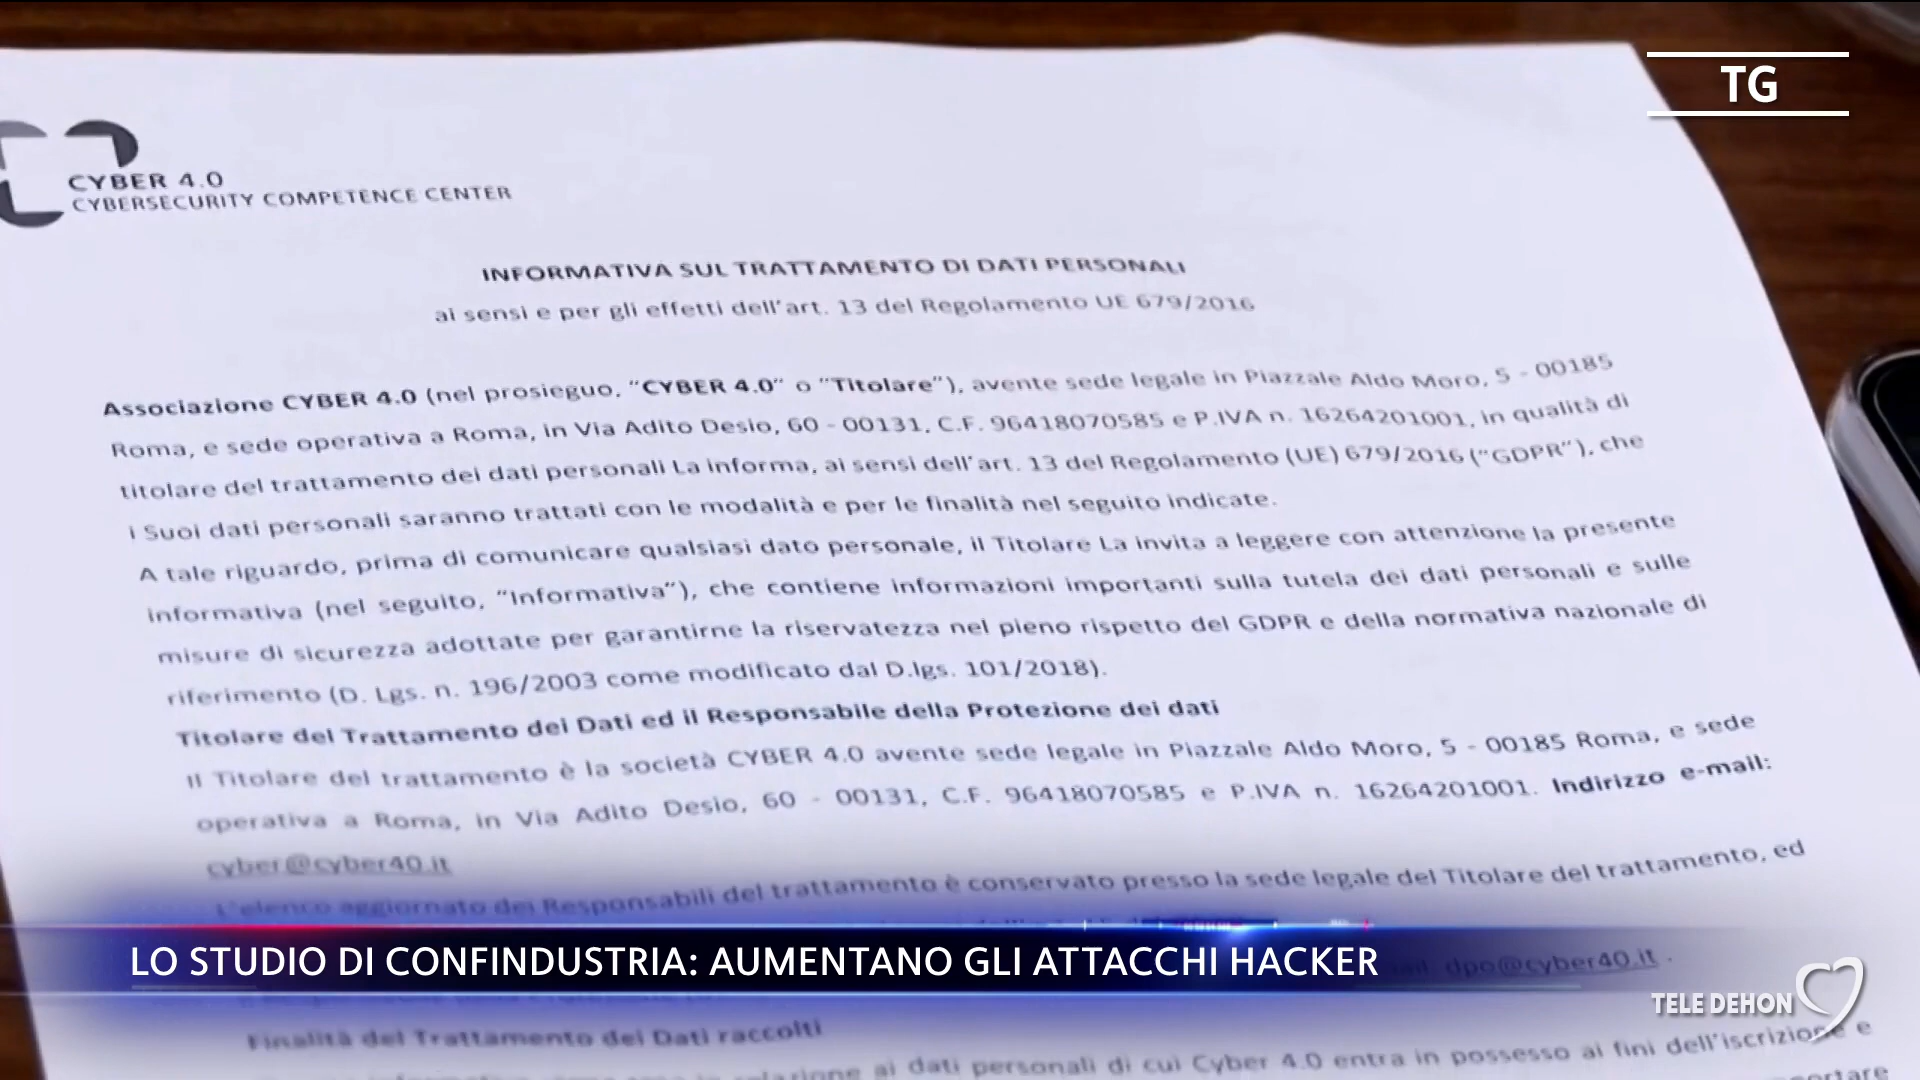 TG
CYBER 4.0
CYBERSECURITY COMPETENCE CENTER
INFORMATIVA SUL TRATTAMENTO DI DATI PERSONALI
ai sensi e per gli effetti dell'art. 13 del Regolamento UE 679/2016
Associazione CYBER 4.0 (nel prosieguo, "CYBER 4.0" o "Titolare"), avente sede legale in Piazzale Aldo Moro, 5 - 00185
Roma, e sede operativa a Roma, in Via Adito Desio, 60 - 00131, C.F. 96418070585 e P.IVA n. 16264201001, in qualità di
titolare del trattamento dei dati personali La informa, ai sensi dell'art. 13 del Regolamento (UE) 679/2016 ("GDPR"), che
i Suoi dati personali saranno trattati con le modalità e per le finalità nel seguito indicate.
A tale riguardo, prima di comunicare qualsiasi dato personale, il Titolare La invita a leggere con attenzione la presente
informativa (nel seguito, "Informativa"), che contiene informazioni importanti sulla tutela dei dati personali e sulle
misure di sicurezza adottate per garantirne la riservatezza nel pieno rispetto del GDPR e della normativa nazionale di
riferimento (D. Lgs. n. 196/2003 come modificato dal D.lgs. 101/2018).
Titolare del Trattamento dei Dati ed il Responsabile della Protezione dei dati
Il Titolare del trattamento è la società CYBER 4.0 avente sede legale in Piazzale Aldo Moro, 5 - 00185 Roma, e sede
operativa a Roma, in Via Adito Desio, 60 - 00131, C.F. 96418070585 e P.IVA n. 16264201001. Indirizzo e-mail:
cyber@cyber40.it
L'elenco aggiornato dei Responsabili del trattamento è conservato presso la sede legale del Titolare del trattamento, ed
dpo@cyber40.it .
LO STUDIO DI CONFINDUSTRIA: AUMENTANO GLI ATTACCHI HACKER
TELE DEHON
Finalità del Trattamento dei Dati raccolti
ai dati personali di cui Cyber 4.0 entra in possesso ai fini dell'iscrizione e